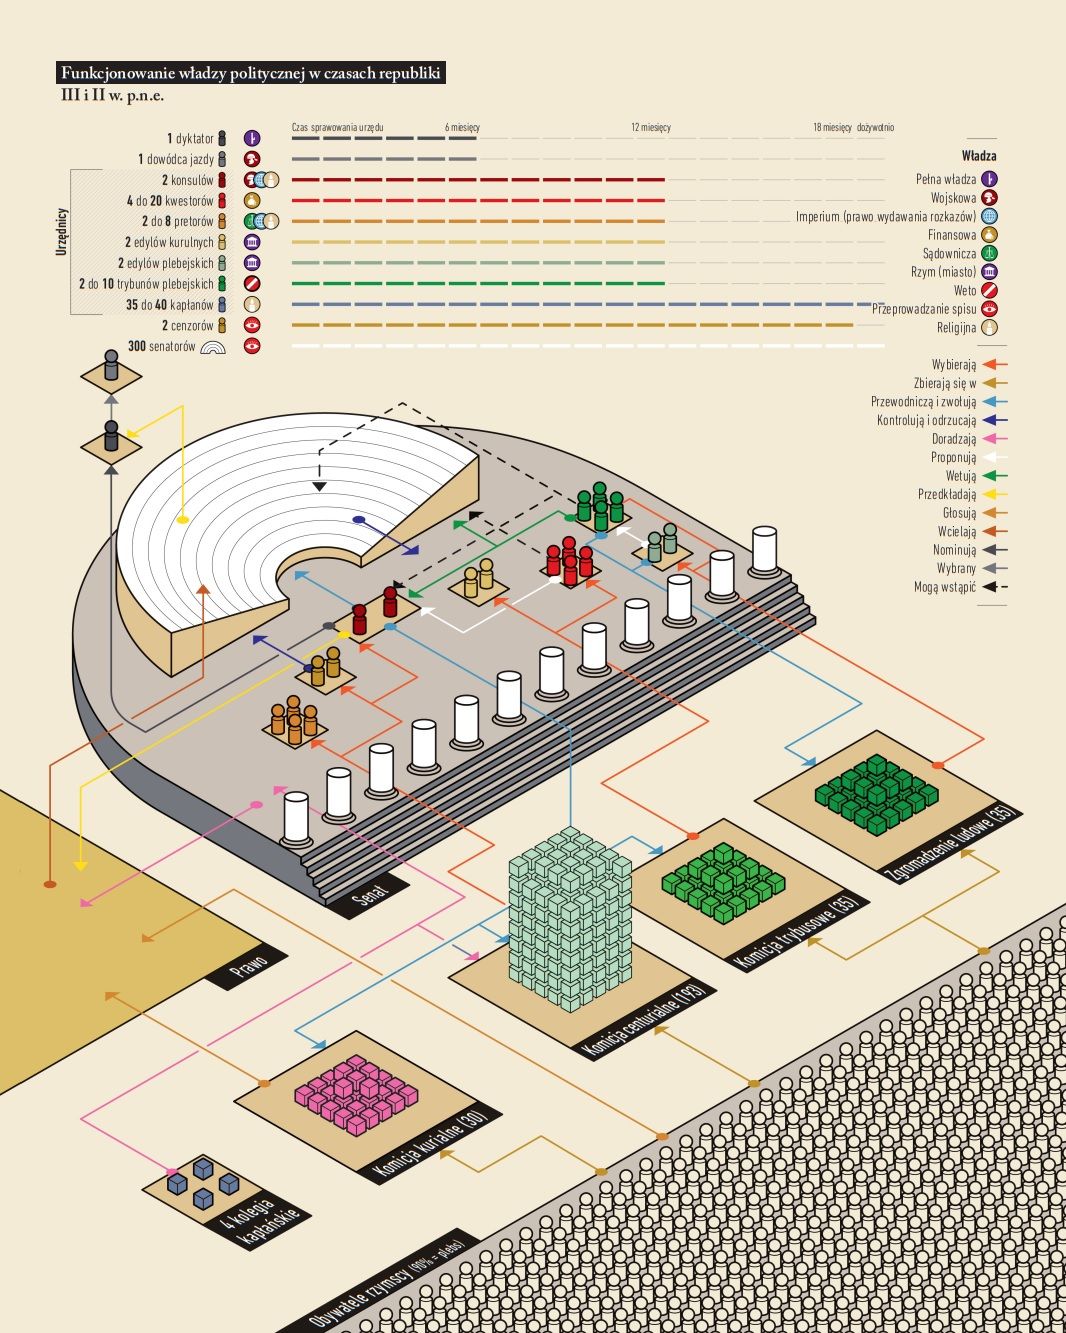 Funkcjonowanie władzy politycznej w czasach republiki
III i II w. p.n.e.
Czas sprawowania urzędu
6 miesięcy
12 miesięcy
18 miesięcy
dożywotnio
1 dyktator
1 dowódca jazdy
2 konsulów
4 do 20 kwestorów
2 do 8 pretorów
2 edylów kurulnych
2 edylów plebejskich
2 do 10 trybunów plebejskich
35 do 40 kapłanów
2 cenzorów
300 senatorów
Urzędnicy
Władza
Pełna władza
Wojskowa
Imperium (prawo wydawania rozkazów)
Finansowa
Sądownicza
Rzym (miasto)
Weto
Przeprowadzanie spisu
Religijna
Wybierają
Zbierają się w
Przewodniczą i zwołują
Kontrolują i odrzucają
Doradzają
Proponują
Wetują
Przedkładają
Głosują
Wcielają
Nominują
Wybrany
Mogą wstąpić
Zgromadzenie ludowe (35)
Senat
Komicja trybusowe (35)
Prawo
Komicja centurialne (193)
Komicja kurialne (30)
4 kolegia
kapłańskie
Obywatele rzymscy (90% = plebs)